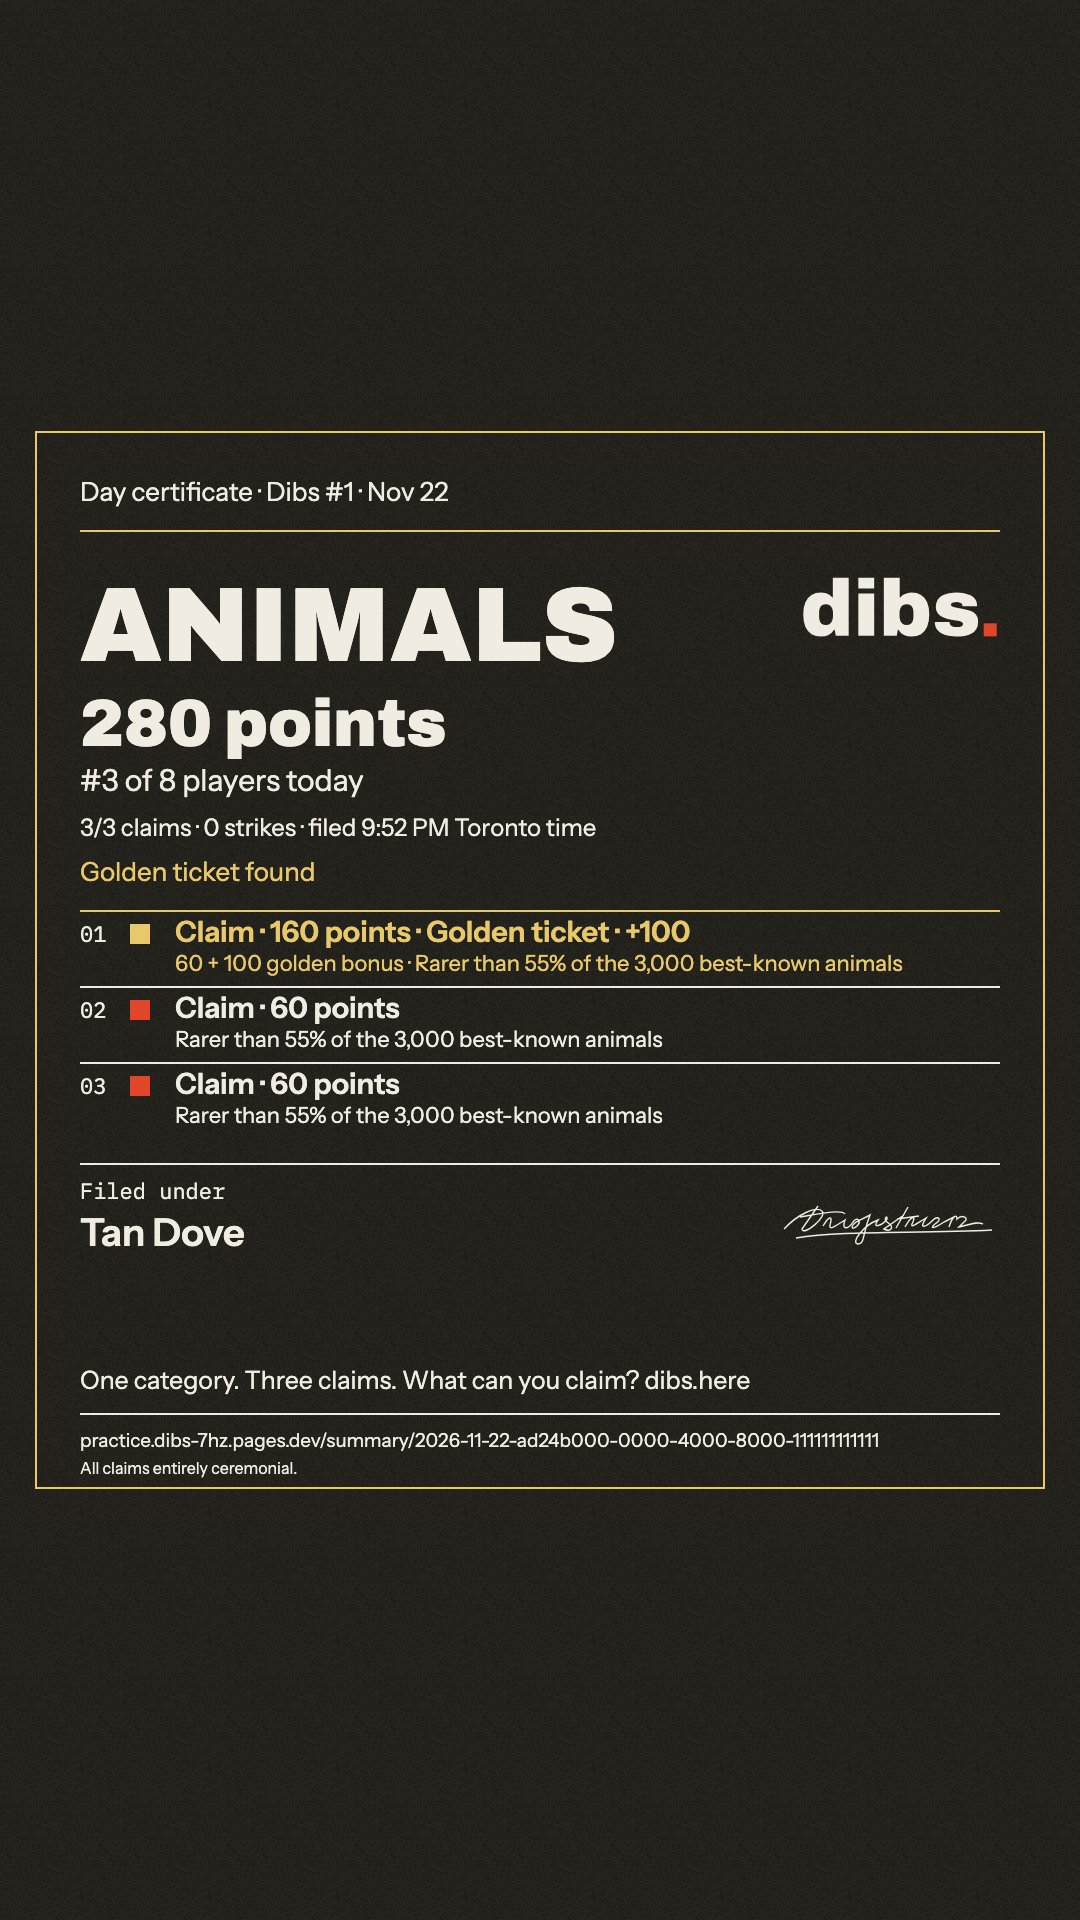 Day certificate · Dibs #1 · Nov 22
ANIMALS
dibs.
280 points
#3 of 8 players today
3/3 claims · 0 strikes · filed 9:52 PM Toronto time
Golden ticket found
01 Claim · 160 points · Golden ticket · +100
60 + 100 golden bonus · Rarer than 55% of the 3,000 best-known animals
02 Claim · 60 points
Rarer than 55% of the 3,000 best-known animals
03 Claim · 60 points
Rarer than 55% of the 3,000 best-known animals
Filed under
Tan Dove
One category. Three claims. What can you claim? dibs.here
practice.dibs-7hz.pages.dev/summary/2026-11-22-ad24b000-0000-4000-8000-111111111111
All claims entirely ceremonial.